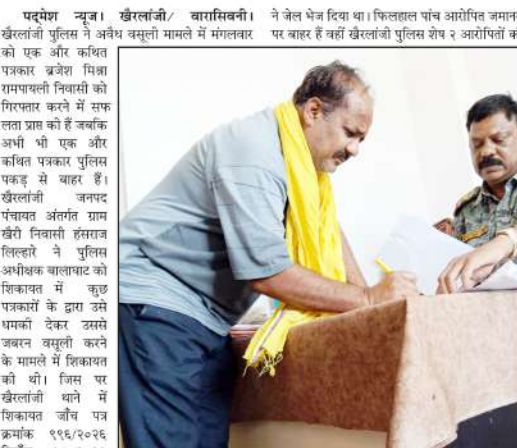 पदमेश न्यूज। खैरलांजी/ वारासिवनी।
खैरलांजी पुलिस ने अवैध वसूली मामले में मंगलवार
को एक और कथित
पत्रकार ब्रजेश मिश्रा
रामपायली निवासी को
गिरफ्तार करने में सफ
लता प्राप्त की हैं जबकि
अभी भी एक और
कथित पत्रकार पुलिस
पकड़ से बाहर हैं।
खैरलांजी जनपद
पंचायत अंतर्गत ग्राम
खैरी निवासी हंसराज
लिल्हारे ने पुलिस
अधीक्षक बालाघाट को
शिकायत में कुछ
पत्रकारों के द्वारा उसे
धमकी देकर उससे
जबरन वसूली करने
के मामले में शिकायत
की थी। जिस पर
खैरलांजी थाने में
शिकायत जाँच पत्र
क्रमांक ९९६/२०२६
ने जेल भेज दिया था। फिलहाल पांच आरोपित जमानत
पर बाहर हैं वहीं खैरलांजी पुलिस शेष २ आरोपितों को